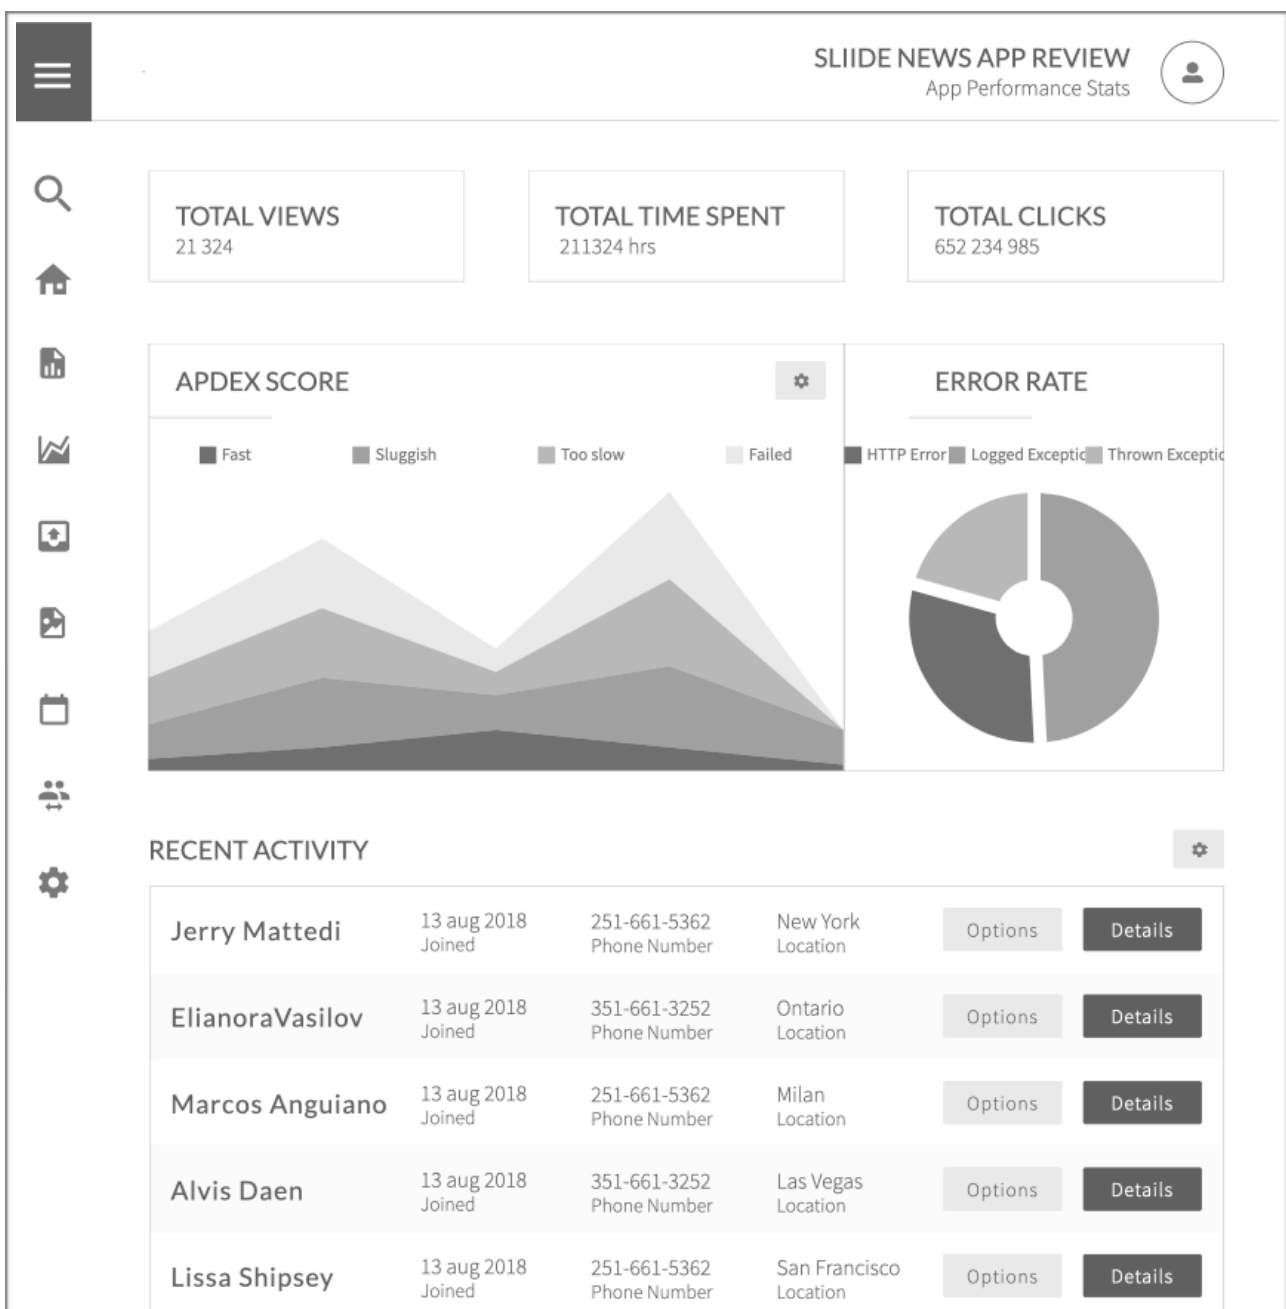 SLIIDE NEWS APP REVIEW
App Performance Stats
TOTAL VIEWS
21 324
TOTAL TIME SPENT
211324 hrs
TOTAL CLICKS
652 234 985
APDEX SCORE
Fast
Sluggish
Too slow
Failed
ERROR RATE
HTTP Error
Logged Exceptic
Thrown Exceptic
RECENT ACTIVITY
Jerry Mattedi
13 aug 2018
Joined
251-661-5362
Phone Number
New York
Location
Options
Details
ElianoraVasilov
13 aug 2018
Joined
351-661-3252
Phone Number
Ontario
Location
Options
Details
Marcos Anguiano
13 aug 2018
Joined
251-661-5362
Phone Number
Milan
Location
Options
Details
Alvis Daen
13 aug 2018
Joined
351-661-3252
Phone Number
Las Vegas
Location
Options
Details
Lissa Shipsey
13 aug 2018
Joined
251-661-5362
Phone Number
San Francisco
Location
Options
Details